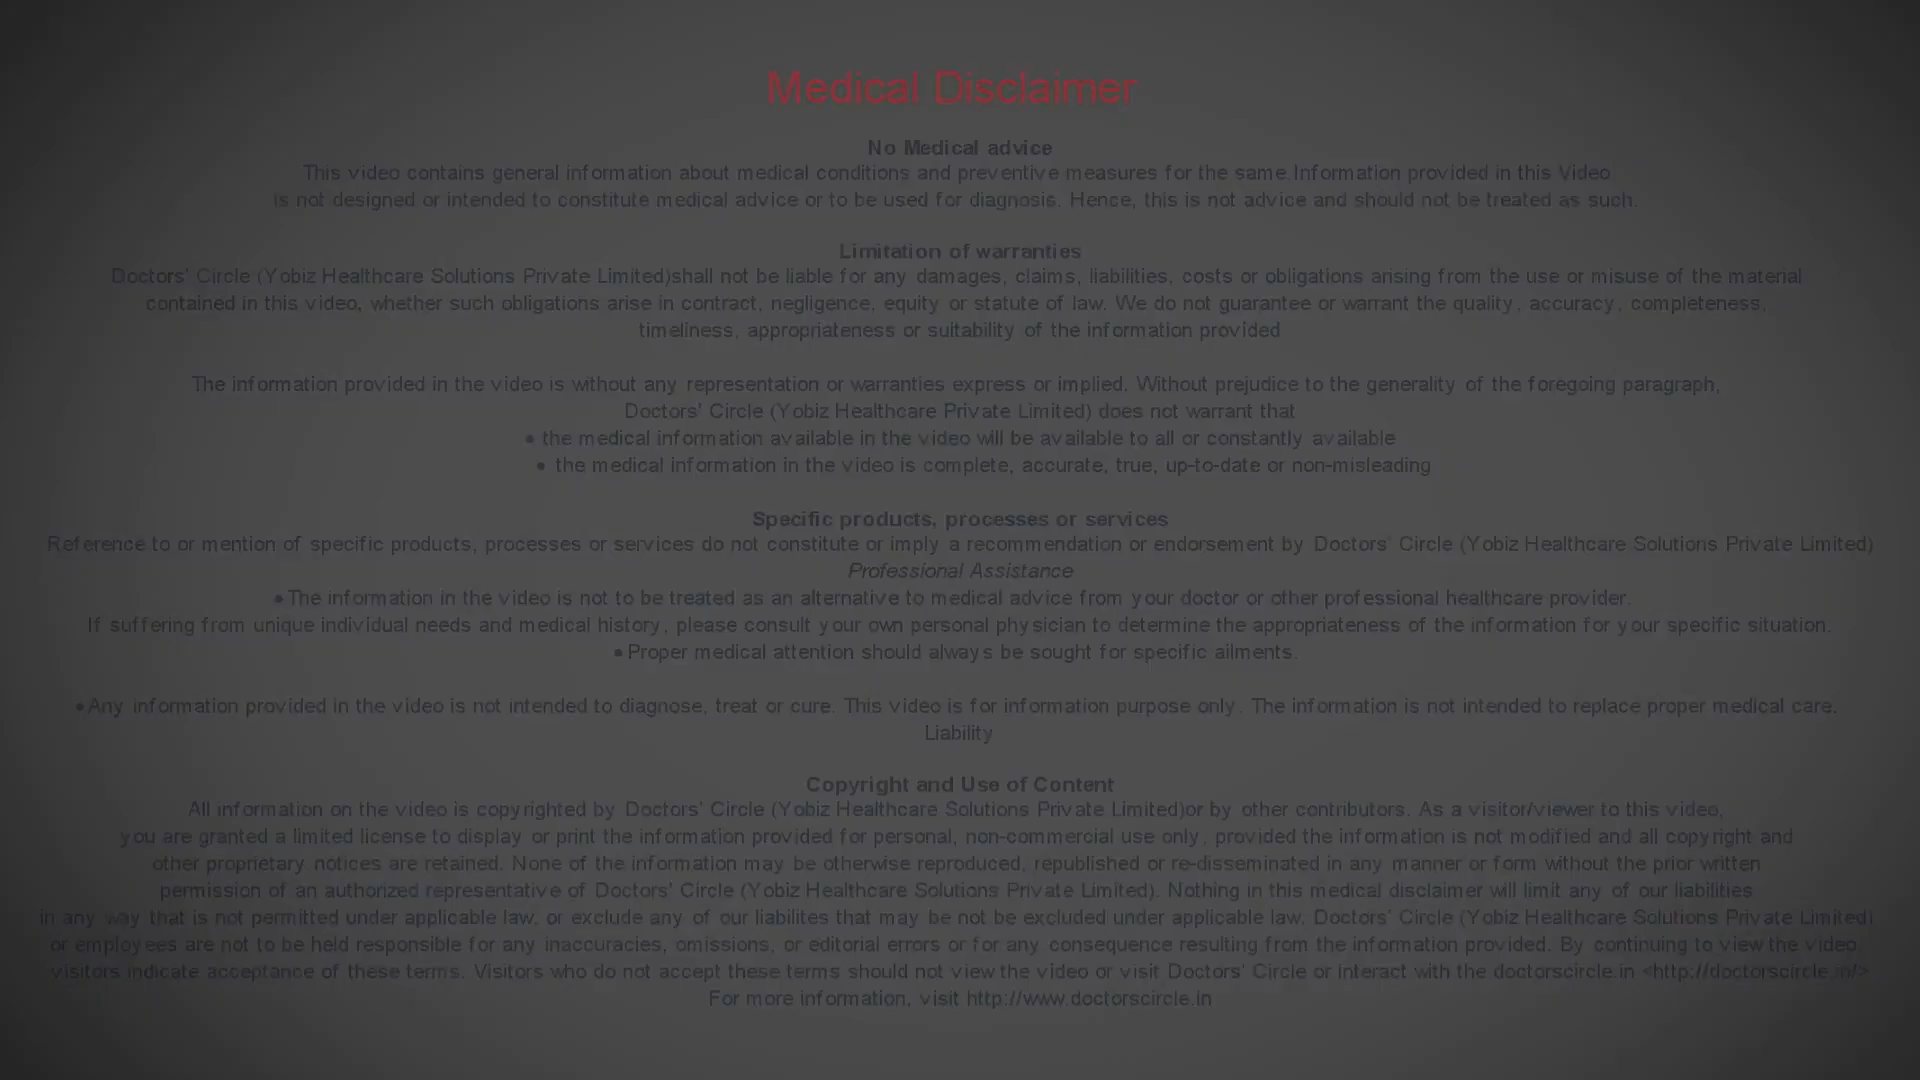 Medical Disclaimer
No Medical advice
This video contains general information about medical conditions and preventive measures for the same.Information provided in this Video
is not designed or intended to constitute medical advice or to be used for diagnosis. Hence, this is not advice and should not be treated as such.
Limitation of warranties
Doctors' Circle (Yobiz Healthcare Solutions Private Limited)shall not be liable for any damages, claims, liabilities, costs or obligations arising from the use or misuse of the material
contained in this video, whether such obligations arise in contract, negligence, equity or statute of law. We do not guarantee or warrant the quality, accuracy, completeness,
timeliness, appropriateness or suitability of the information provided
The information provided in the video is without any representation or warranties express or implied. Without prejudice to the generality of the foregoing paragraph,
Doctors' Circle (Yobiz Healthcare Private Limited) does not warrant that
• the medical information available in the video will be available to all or constantly available
• the medical information in the video is complete, accurate, true, up-to-date or non-misleading
Specific products, processes or services
Reference to or mention of specific products, processes or services do not constitute or imply a recommendation or endorsement by Doctors' Circle (Yobiz Healthcare Solutions Private Limited)
Professional Assistance
•The information in the video is not to be treated as an alternative to medical advice from your doctor or other professional healthcare provider.
If suffering from unique individual needs and medical history, please consult your own personal physician to determine the appropriateness of the information for your specific situation.
•Proper medical attention should always be sought for specific ailments.
•Any information provided in the video is not intended to diagnose, treat or cure. This video is for information purpose only. The information is not intended to replace proper medical care.
Liability
Copyright and Use of Content
All information on the video is copyrighted by Doctors' Circle (Yobiz Healthcare Solutions Private Limited)or by other contributors. As a visitor/viewer to this video,
you are granted a limited license to display or print the information provided for personal, non-commercial use only, provided the information is not modified and all copyright and
other proprietary notices are retained. None of the information may be otherwise reproduced, republished or re-disseminated in any manner or form without the prior written
permission of an authorized representative of Doctors' Circle (Yobiz Healthcare Solutions Private Limited). Nothing in this medical disclaimer will limit any of our liabilities
in any way that is not permitted under applicable law, or exclude any of our liabilites that may be not be excluded under applicable law. Doctors' Circle (Yobiz Healthcare Solutions Private Limited)
or employees are not to be held responsible for any inaccuracies, omissions, or editorial errors or for any consequence resulting from the information provided. By continuing to view the video,
visitors indicate acceptance of these terms. Visitors who do not accept these terms should not view the video or visit Doctors' Circle or interact with the doctorscircle.in <http://doctorscircle.in/>
For more information, visit http://www.doctorscircle.in